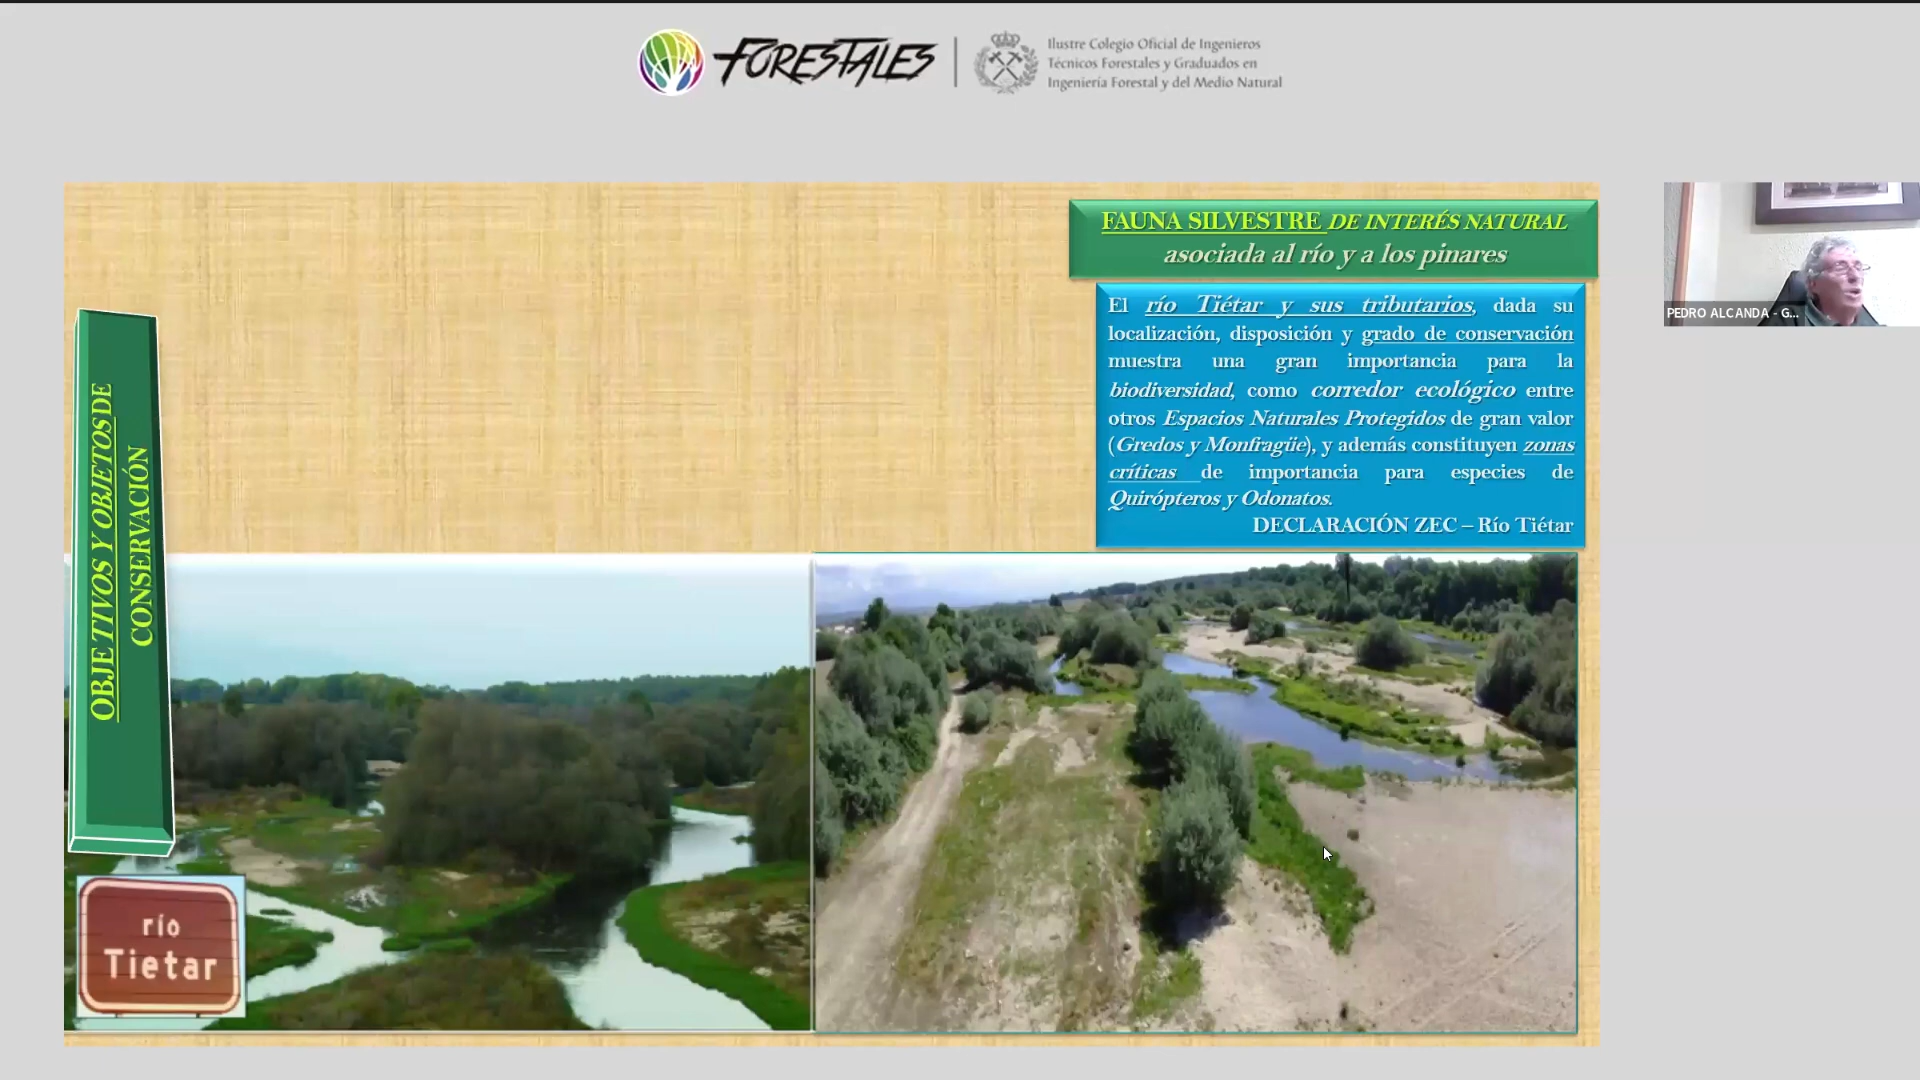 FORESTALES
Ilustre Colegio Oficial de Ingenieros
Técnicos Forestales y Graduados en
Ingeniería Forestal y del Medio Natural
FAUNA SILVESTRE DE INTERÉS NATURAL
asociada al río y a los pinares
PEDRO ALCANDA - G...
El río Tiétar y sus tributarios, dada su
localización, disposición y grado de conservación
muestra una gran importancia para la
biodiversidad, como corredor ecológico entre
otros Espacios Naturales Protegidos de gran valor
(Gredos y Monfragüe), y además constituyen zonas
críticas de importancia para especies de
Quirópteros y Odonatos.
DECLARACIÓN ZEC – Río Tiétar
OBJETIVOS Y OBJETOS DE
CONSERVACIÓN
río
Tietar